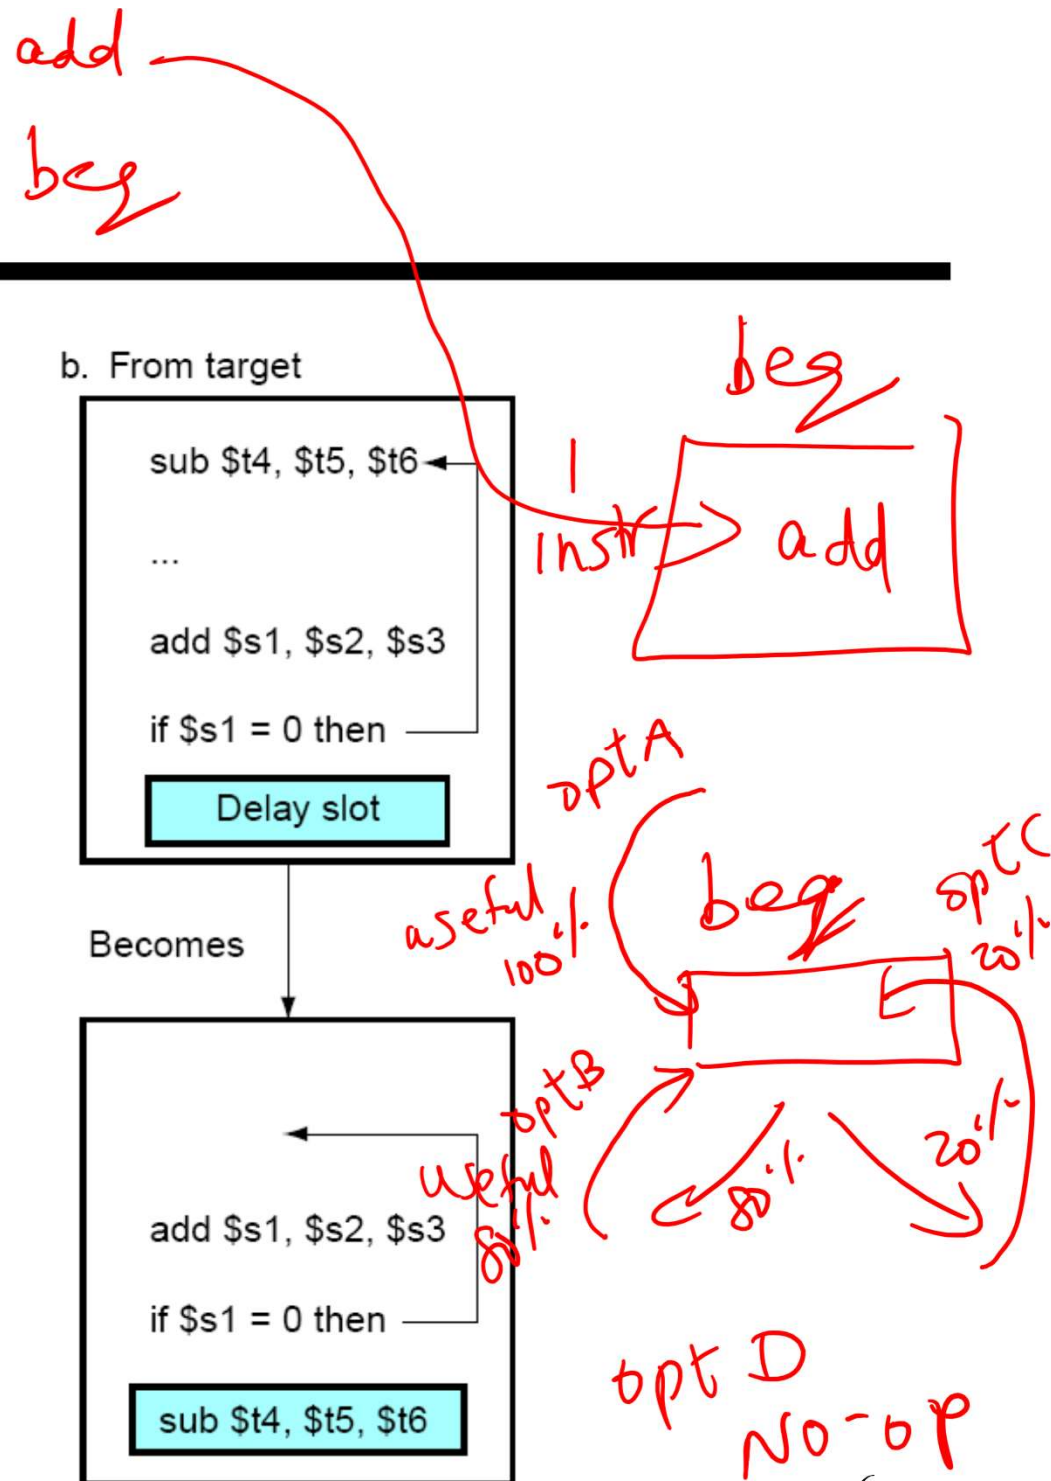 add
beq
b. From target
beq
sub $t4, $t5, $t6
1
instr
add
...
add $s1, $s2, $s3
if $s1 = 0 then
Delay slot
optA
useful
100%
beq
optC
20%
Becomes
optB
useful
80%
80%
20%
add $s1, $s2, $s3
if $s1 = 0 then
sub $t4, $t5, $t6
opt D
No-op